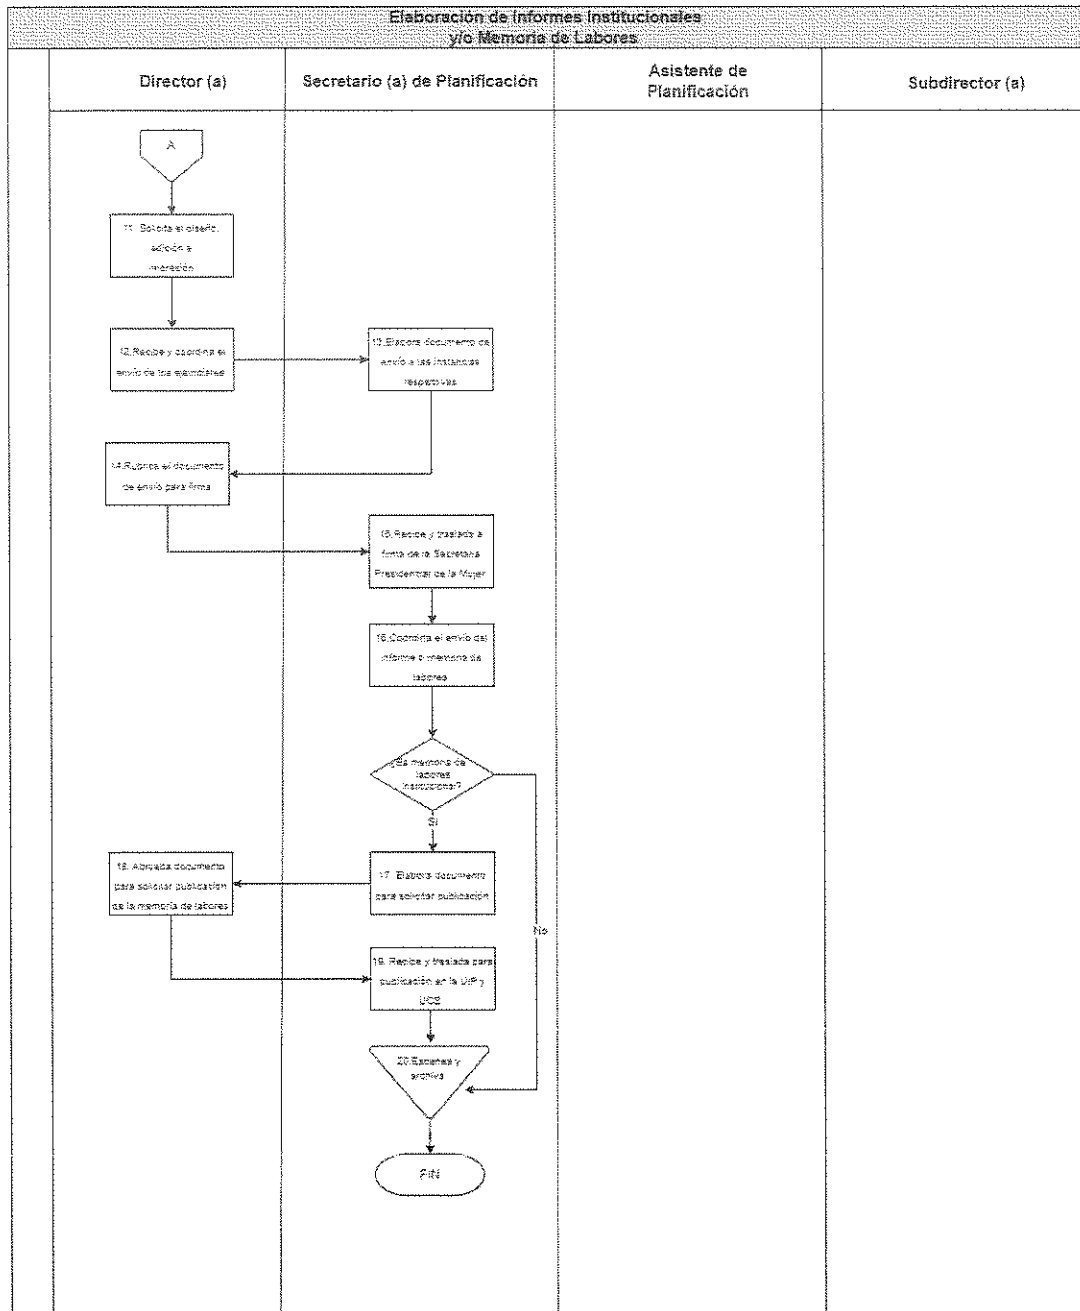 Elaboración de Informes Institucionales
y/o Memoria de Labores
Director (a)
Secretario (a) de Planificación
Asistente de
Planificación
Subdirector (a)
A
11. Solicita el diseño,
edición e
impresión
12. Recibe y coordina el
envío de los ejemplares
13. Elabora documento de
envío a las instancias
respectivas
14. Rubrica el documento
de envío para firma
15. Recibe y traslada a
firma de la Secretaria
Presidencial de la Mujer
16. Coordina el envío del
informe o memoria de
labores
¿Es memoria de
labores
institucional?
Si
No
17. Elabora documento
para solicitar publicación
18. Aprueba documento
para solicitar publicación
de la memoria de labores
19. Recibe y traslada para
publicación en la UIP y
20. Escanea y
archiva
FIN